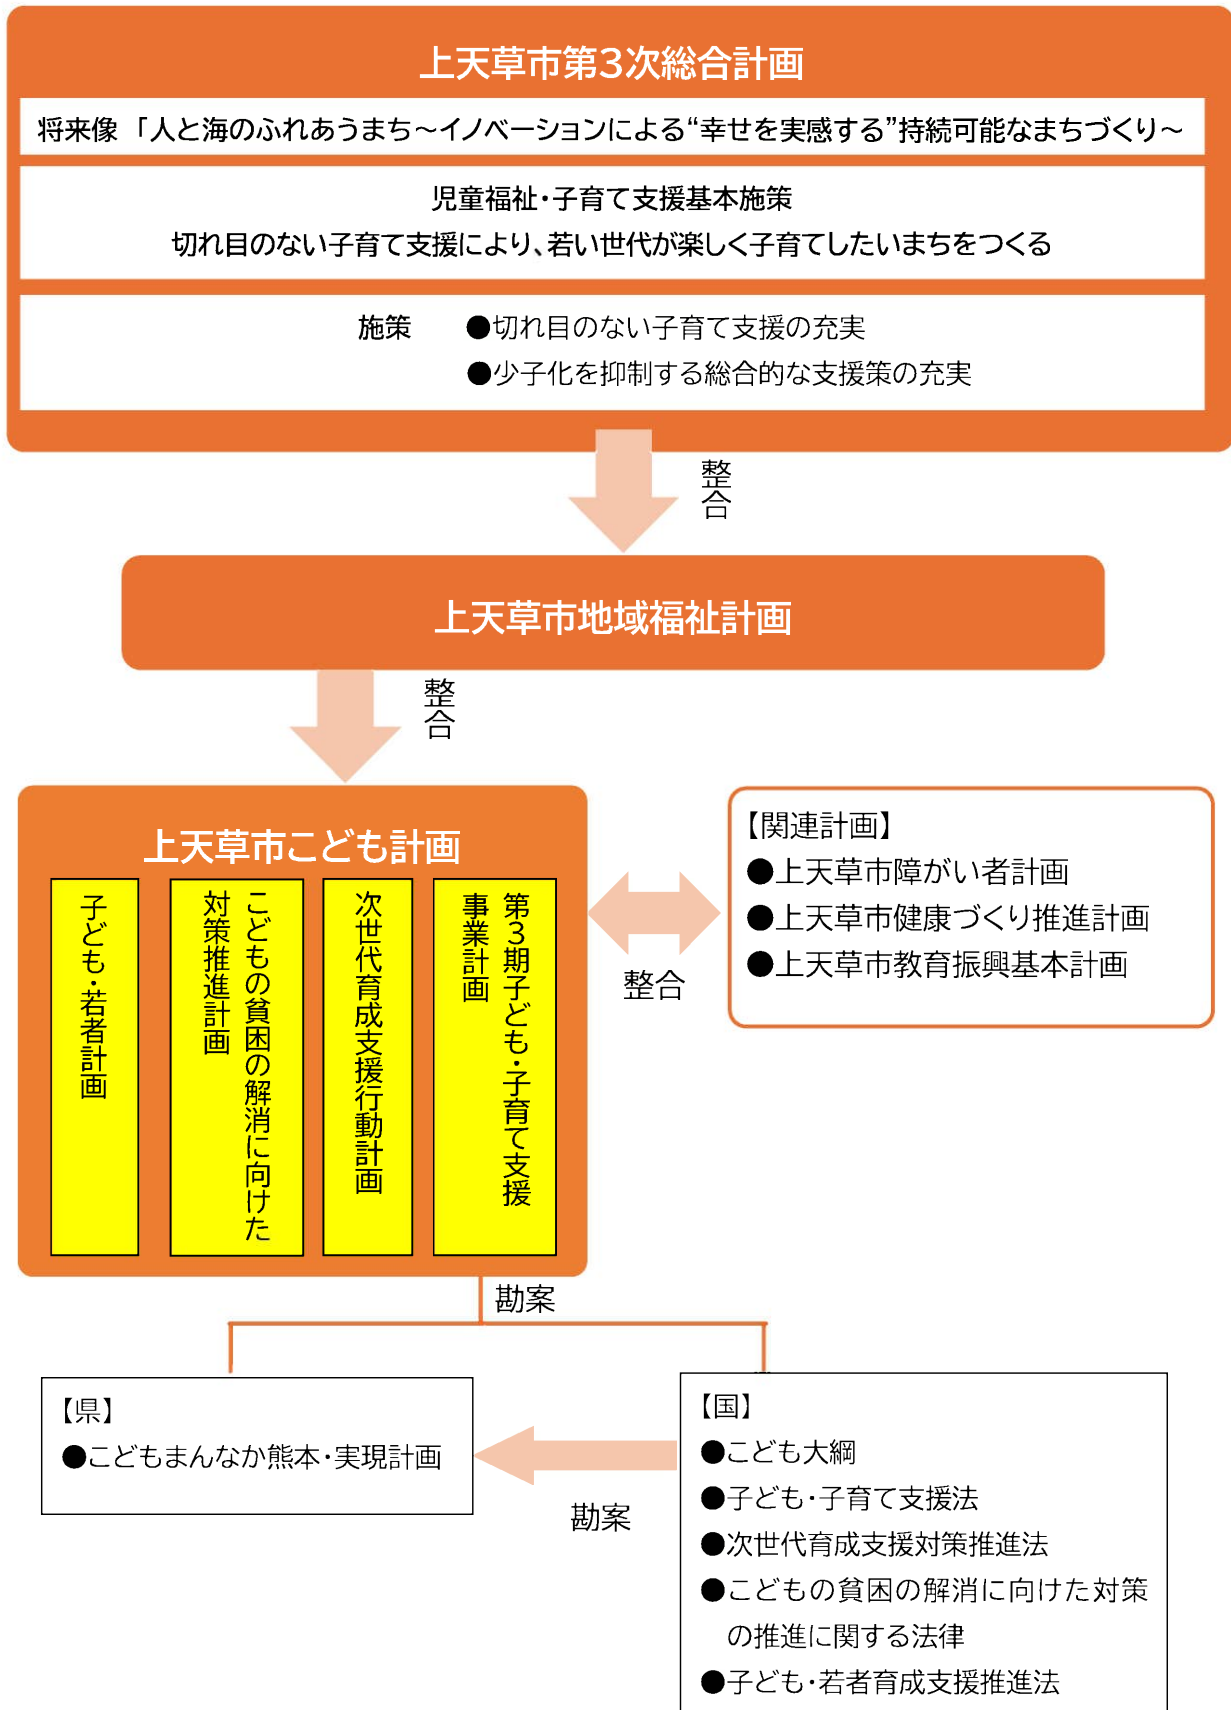 上天草市第3次総合計画
将来像 「人と海のふれあうまち～イノベーションによる“幸せを実感する”持続可能なまちづくり～
児童福祉・子育て支援基本施策
切れ目のない子育て支援により、若い世代が楽しく子育てしたいまちをつくる
施策 ●切れ目のない子育て支援の充実
●少子化を抑制する総合的な支援策の充実
整合
上天草市地域福祉計画
整合
上天草市こども計画
第3期子ども・子育て支援
事業計画
次世代育成支援行動計画
こどもの貧困の解消に向けた
対策推進計画
子ども・若者計画
整合
【関連計画】
●上天草市障がい者計画
●上天草市健康づくり推進計画
●上天草市教育振興基本計画
勘案
【県】
●こどもまんなか熊本・実現計画
勘案
【国】
●こども大綱
●子ども・子育て支援法
●次世代育成支援対策推進法
●こどもの貧困の解消に向けた対策
の推進に関する法律
●子ども・若者育成支援推進法